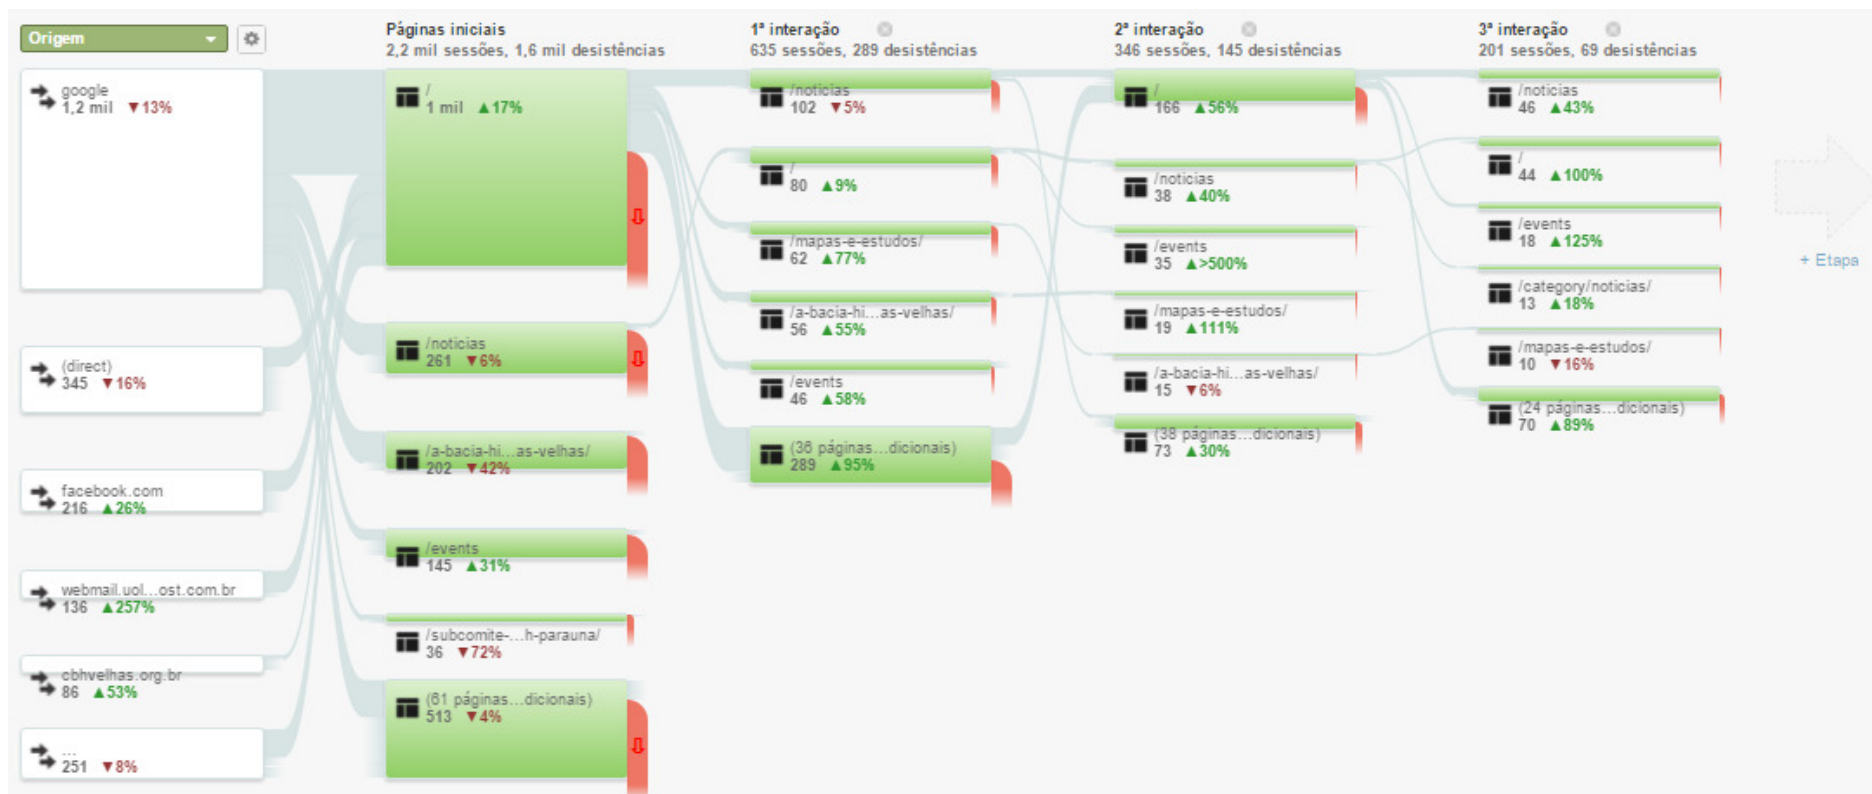 Origem
google
1,2 mil ▼13%
(direct)
345 ▼16%
facebook.com
216 ▲26%
webmail.uol...ost.com.br
136 ▲257%
cbhvelhas.org.br
86 ▲53%
...
251 ▼8%
Páginas iniciais
2,2 mil sessões, 1,6 mil desistências
/
1 mil ▲17%
/noticias
261 ▼6%
/a-bacia-hi...as-velhas/
202 ▼42%
/events
145 ▲31%
/subcomite-...h-parauna/
36 ▼72%
(61 páginas...dicionais)
513 ▼4%
1ª interação
635 sessões, 289 desistências
/noticias
102 ▼5%
/
80 ▲9%
/mapas-e-estudos/
62 ▲77%
/a-bacia-hi...as-velhas/
56 ▲55%
/events
46 ▲58%
(36 páginas...dicionais)
289 ▲95%
2ª interação
346 sessões, 145 desistências
/
166 ▲56%
/noticias
38 ▲40%
/events
35 ▲>500%
/mapas-e-estudos/
19 ▲111%
/a-bacia-hi...as-velhas/
15 ▼6%
(38 páginas...dicionais)
73 ▲30%
3ª interação
201 sessões, 69 desistências
/noticias
46 ▲43%
/
44 ▲100%
/events
18 ▲125%
/category/noticias/
13 ▲18%
/mapas-e-estudos/
10 ▼16%
(24 páginas...dicionais)
70 ▲89%
+ Etapa